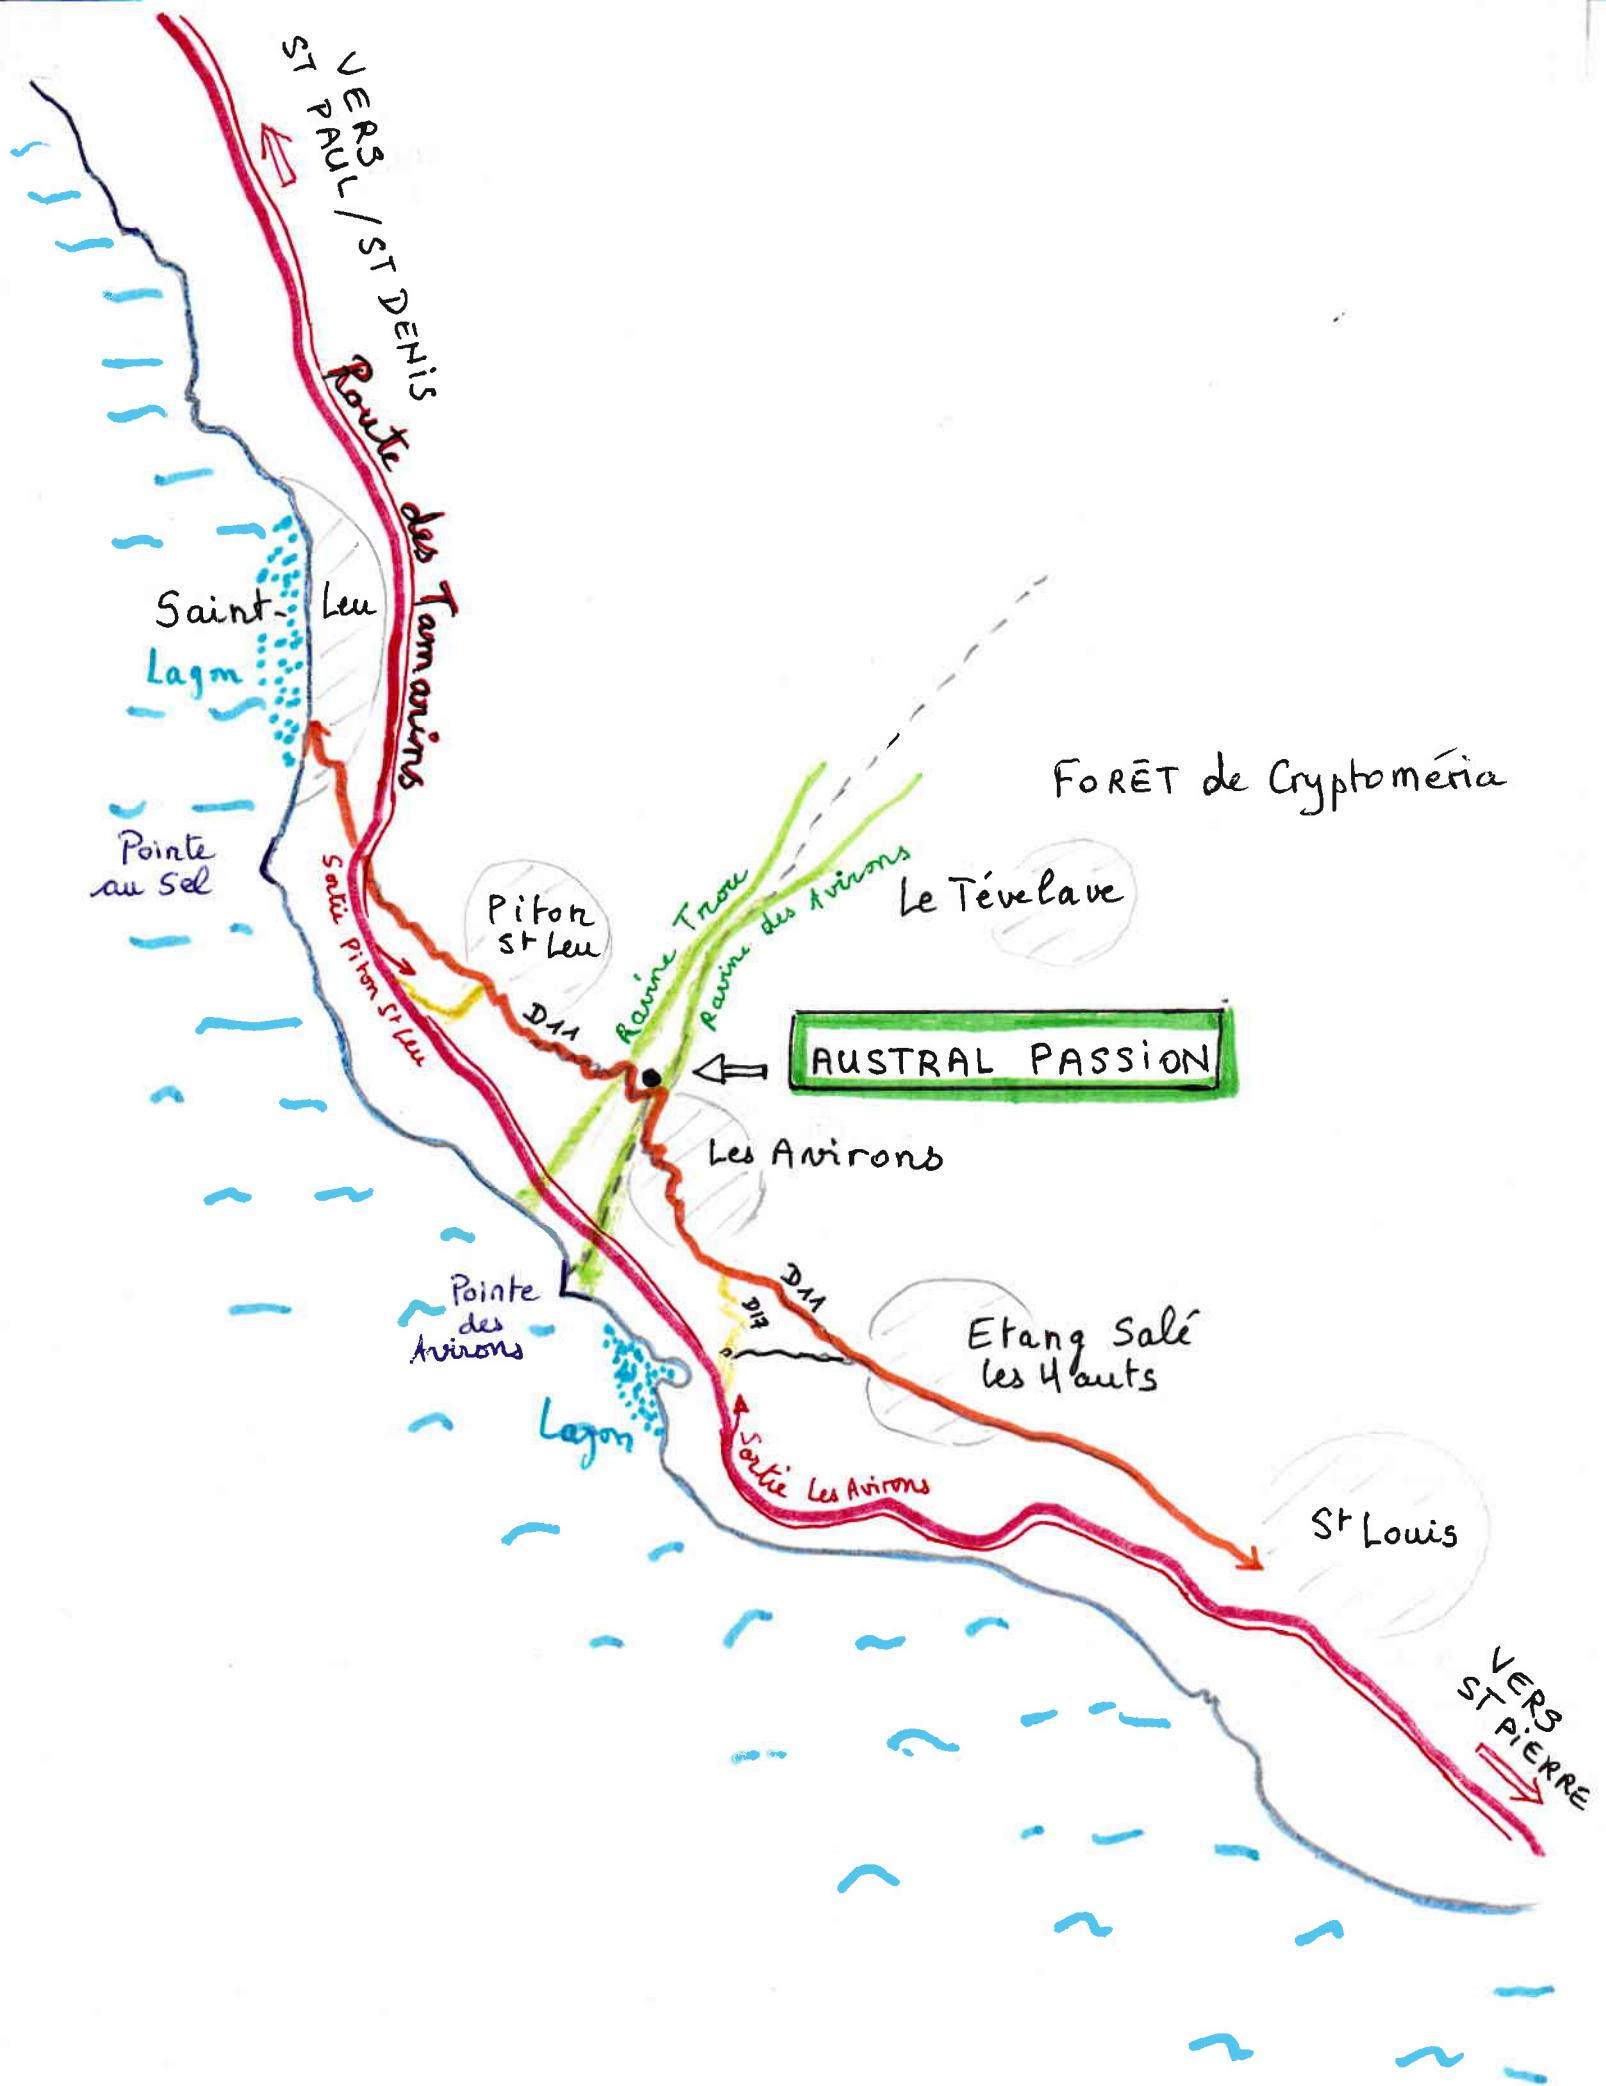 VERS
ST PAUL / ST DENIS
Route des Tamarins
Saint-Leu
Lagon
Pointe
au Sel
Sortie Piton St Leu
Piton
St Leu
D11
Ravine Trou
Ravine des Avirons
FORÊT de Cryptoméria
Le Tévelave
AUSTRAL PASSION
Les Avirons
Pointe
des
Avirons
D17
D11
Etang Salé
les Hauts
Lagon
Sortie Les Avirons
St Louis
VERS
ST PIERRE